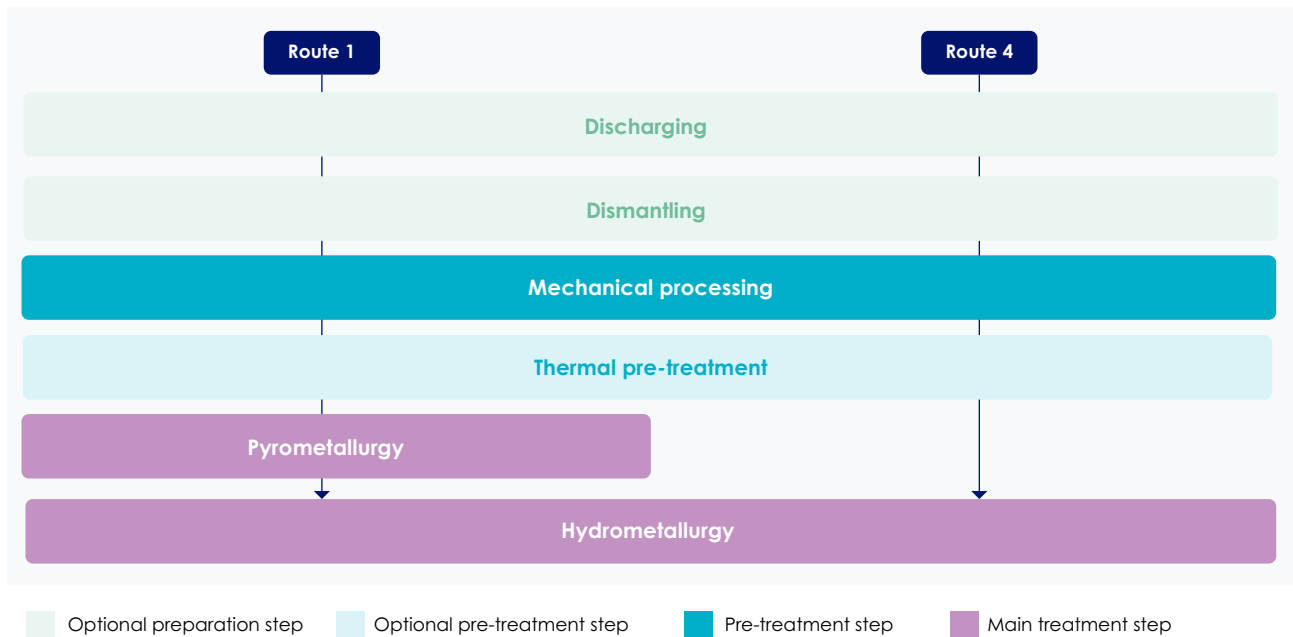 Route 1
Route 4
Discharging
Dismantling
Mechanical processing
Thermal pre-treatment
Pyrometallurgy
Hydrometallurgy
Optional preparation step
Optional pre-treatment step
Pre-treatment step
Main treatment step